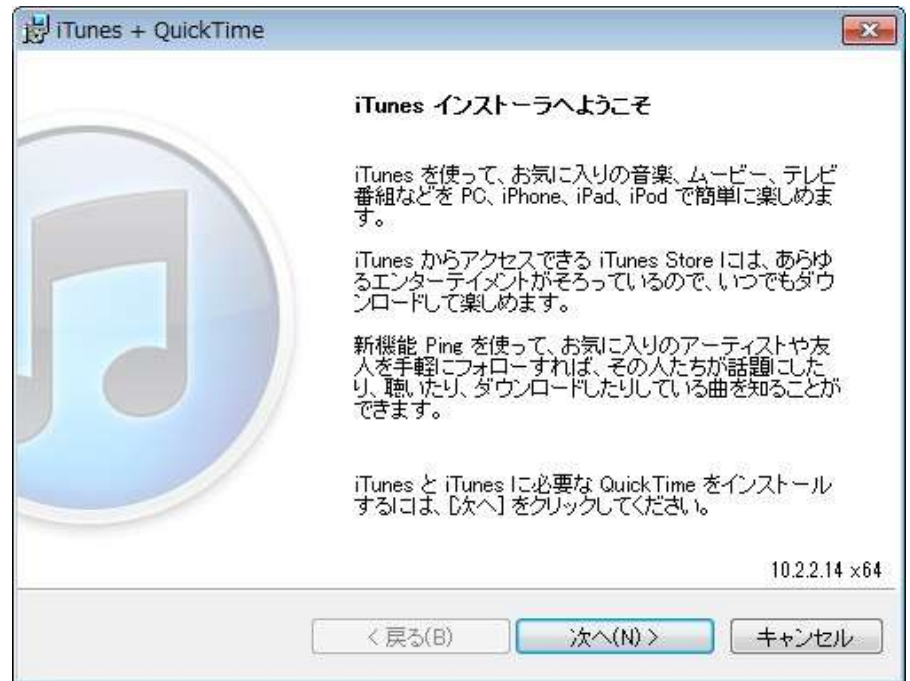 iTunes + QuickTime
iTunes インストーラへようこそ
iTunes を使って、お気に入りの音楽、ムービー、テレビ
番組などを PC、iPhone、iPad、iPod で簡単に楽しめま
す。
iTunes からアクセスできる iTunes Store には、あらゆ
るエンターテイメントがそろっているので、いつでもダウ
ンロードして楽しめます。
新機能 Ping を使って、お気に入りのアーティストや友
人を手軽にフォローすれば、その人たちが話題にした
り、聴いたり、ダウンロードしたりしている曲を知ることが
できます。
iTunes と iTunes に必要な QuickTime をインストール
するには、[次へ] をクリックしてください。
10.2.2.14 x64
< 戻る(B)
次へ(N) >
キャンセル